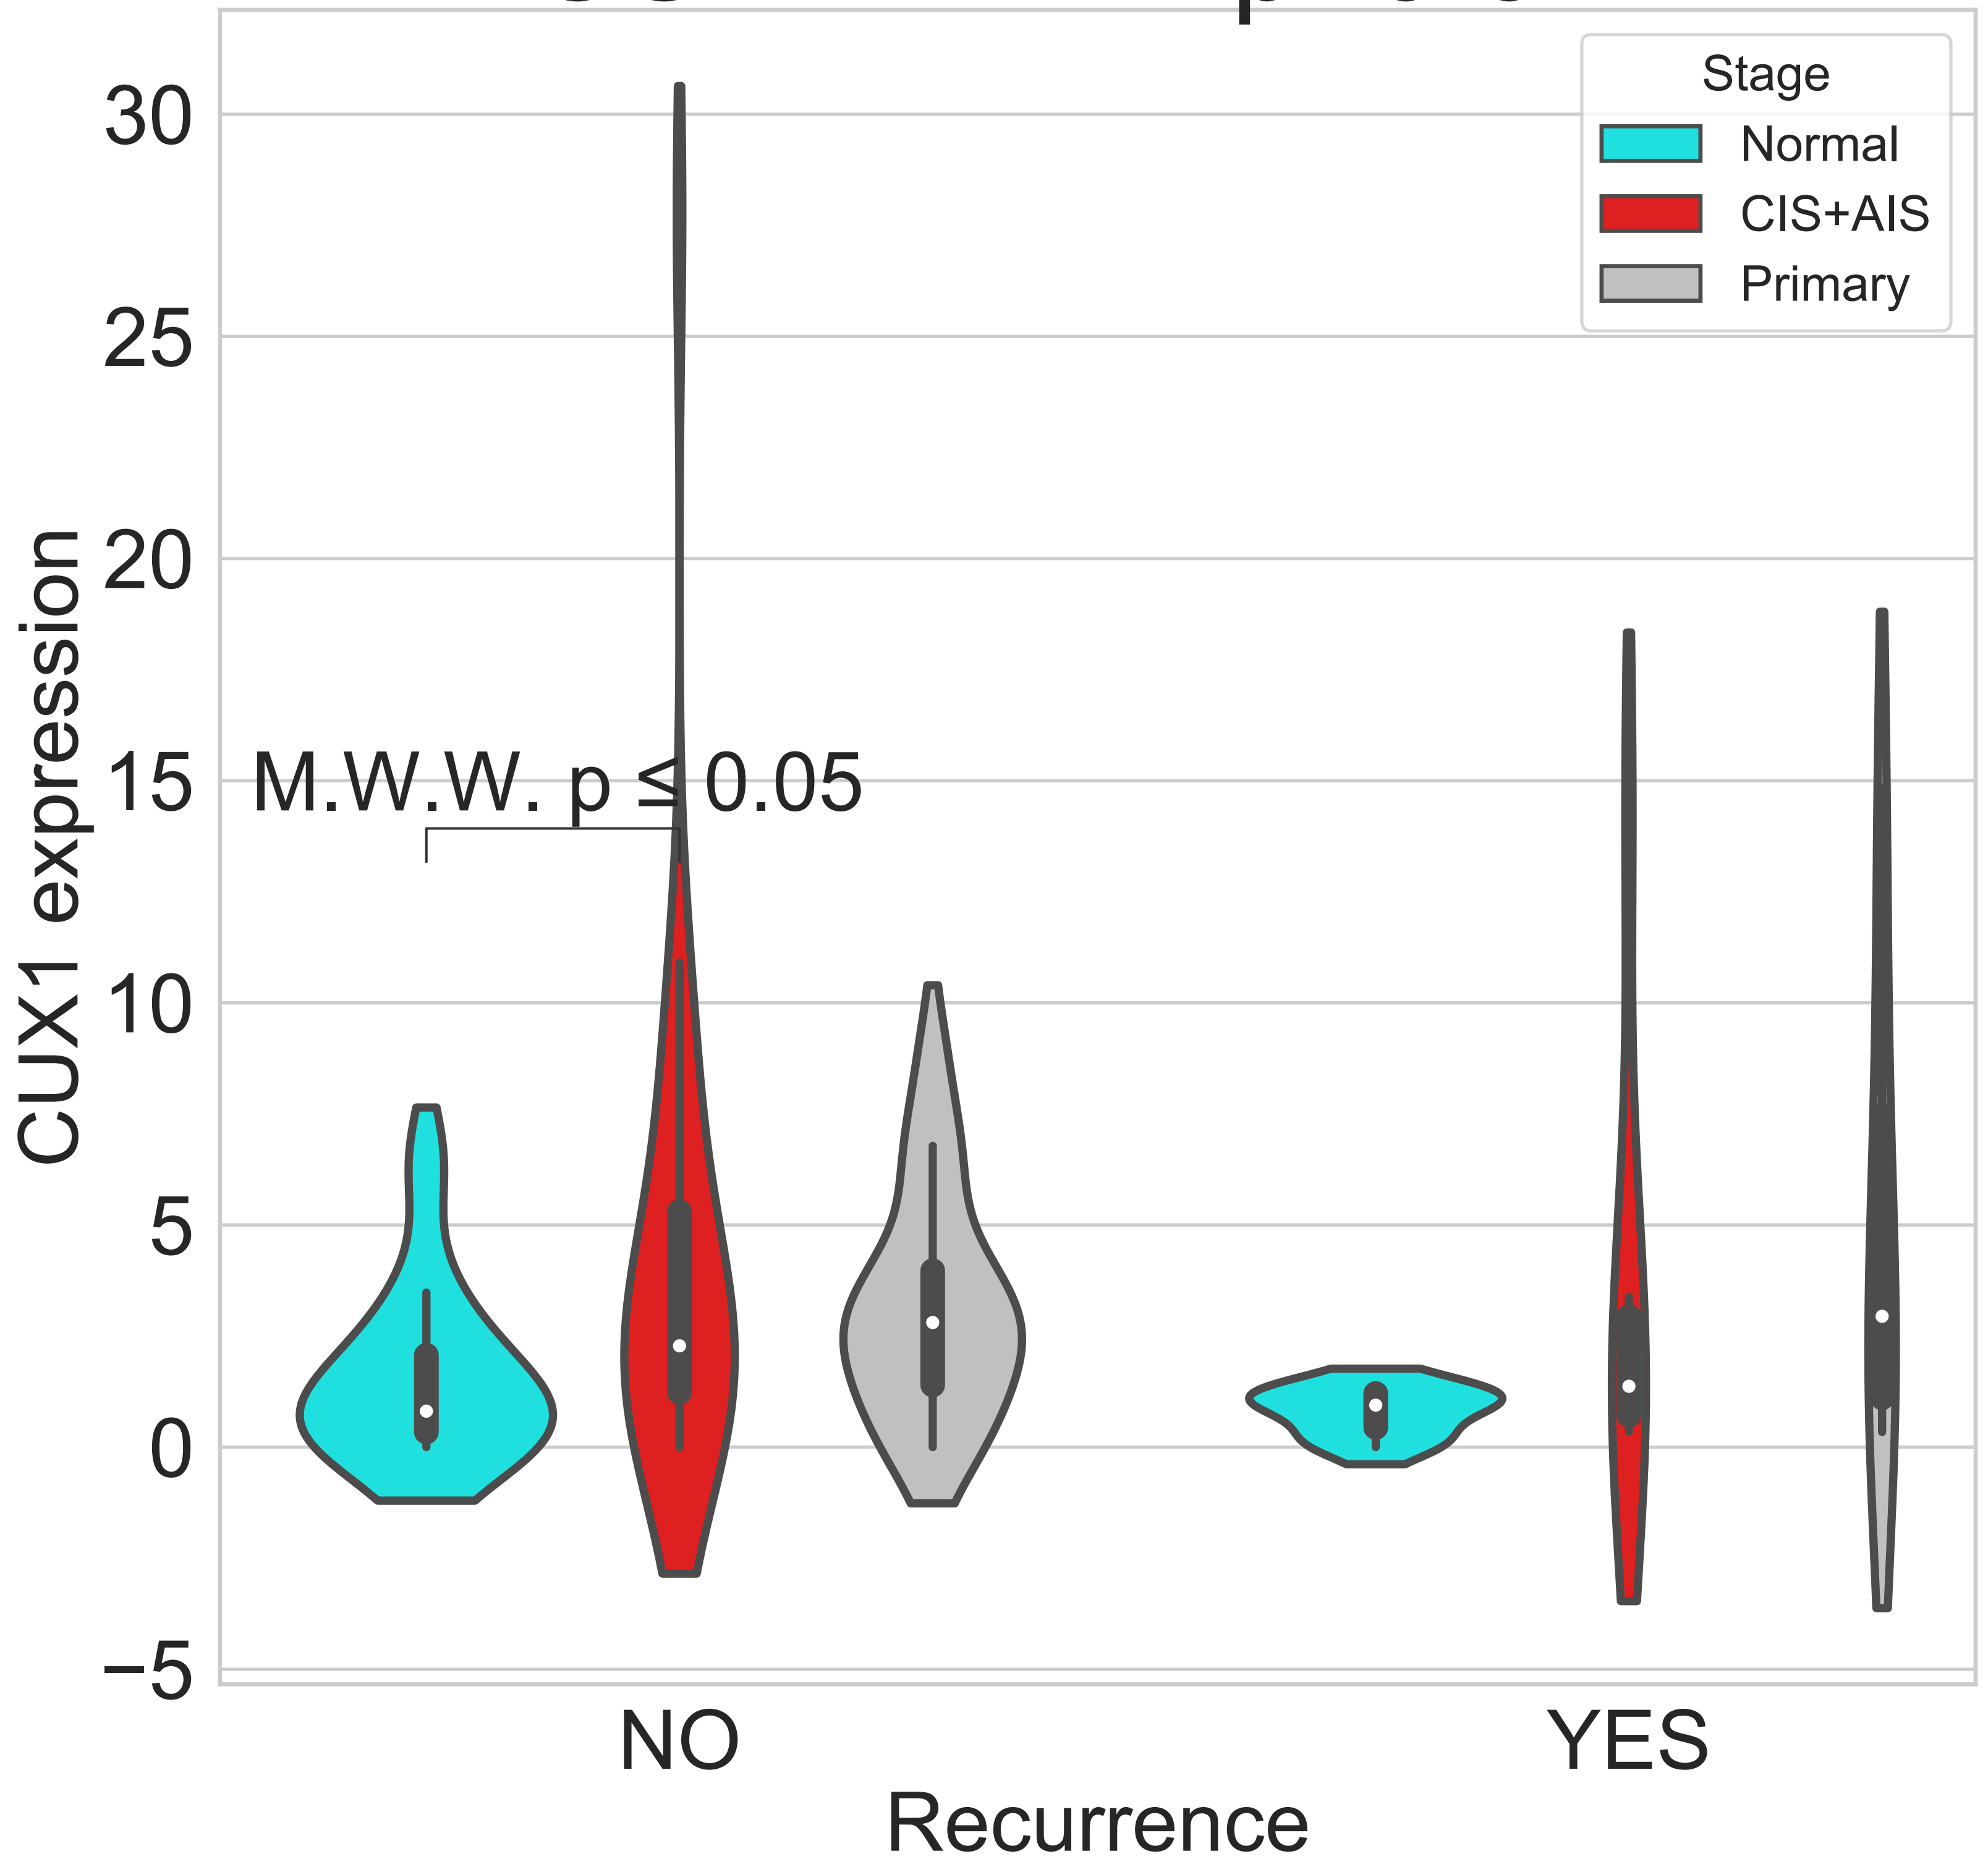 Stage
Normal
CIS+AIS
Primary
30
25
20
15
10
5
0
−5
CUX1 expression
M.W.W. p ≤ 0.05
NO
YES
Recurrence